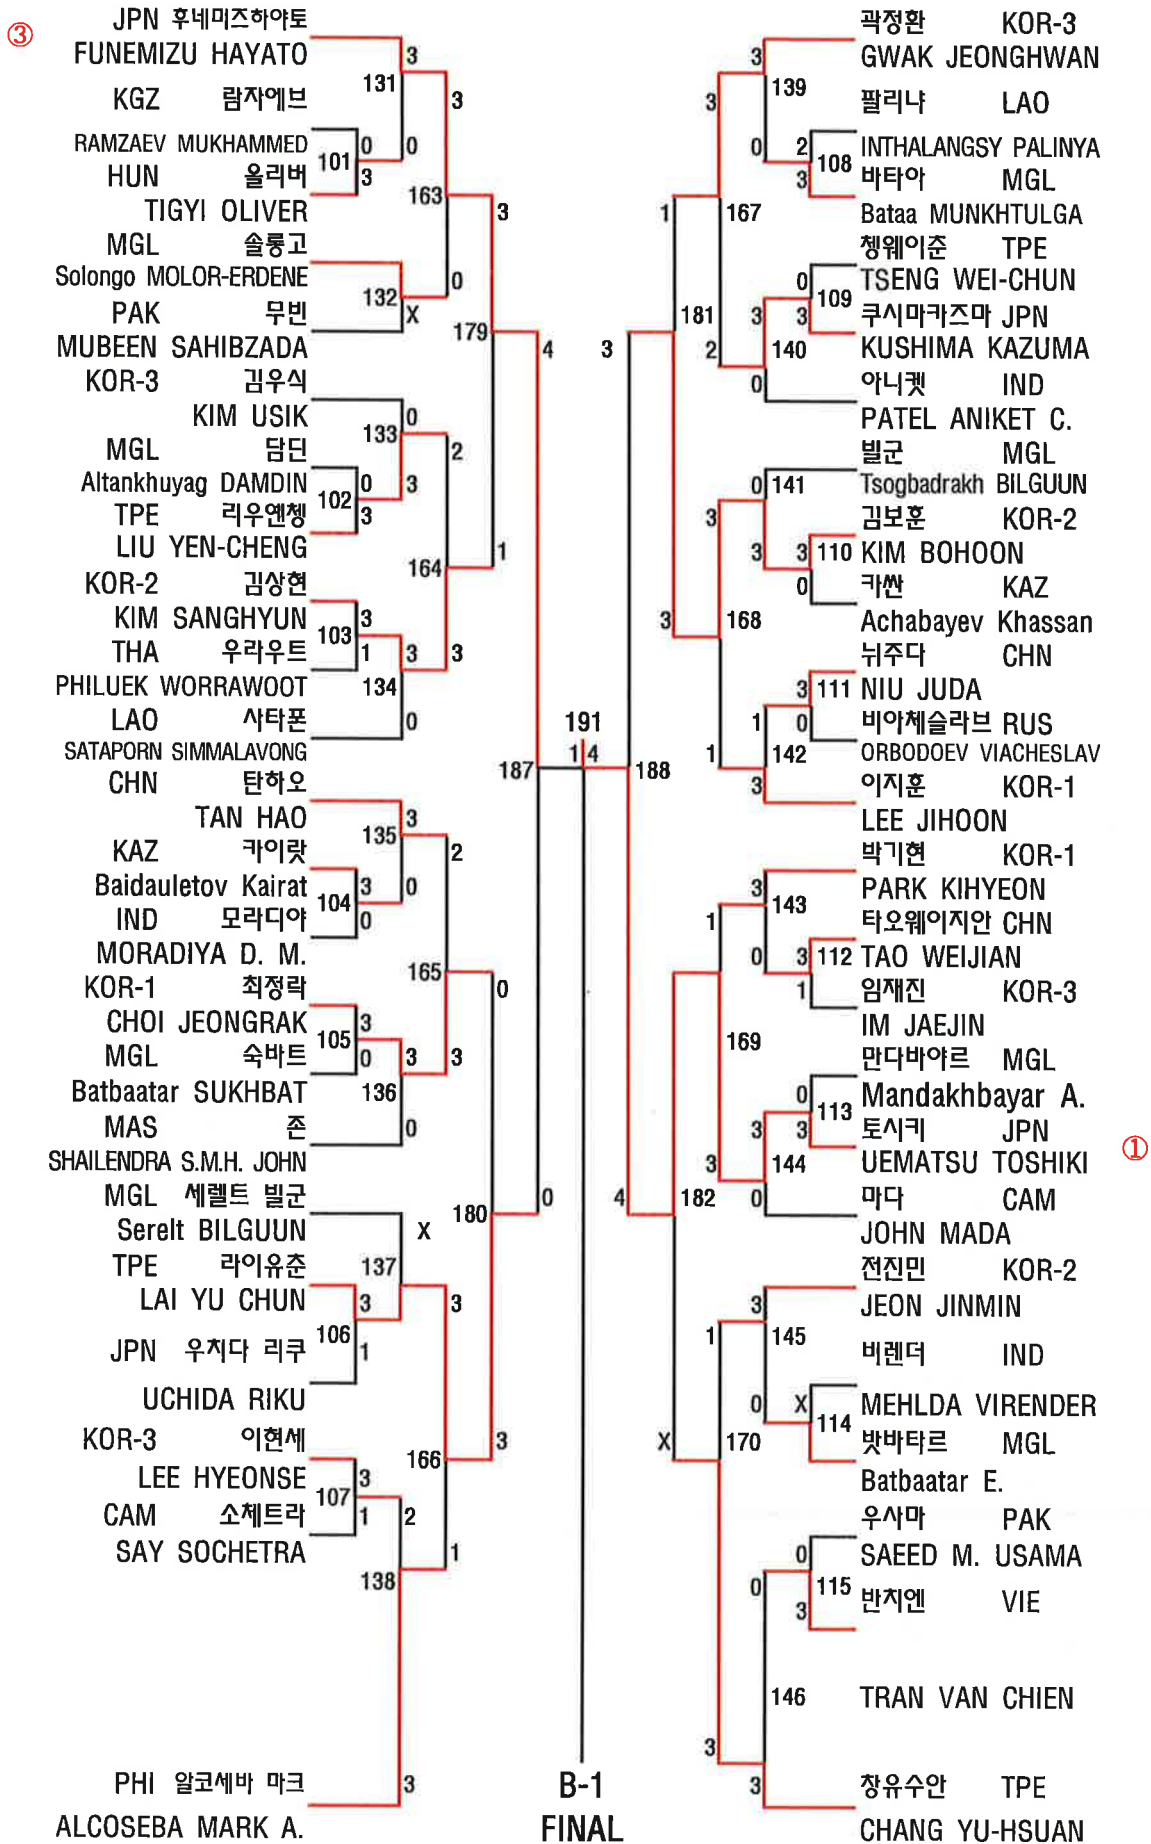 ③
JPN 후네미즈하야토
FUNEMIZU HAYATO
3
131
3
KGZ 람자에브
RAMZAEV MUKHAMMED
0
0
101
3
HUN 올리버
TIGYI OLIVER
163
3
MGL 솔롱고
Solongo MOLOR-ERDENE
0
132
X
PAK 무빈
MUBEEN SAHIBZADA
179
4
KOR-3 김우식
KIM USIK
0
133
2
MGL 담딘
Altankhuyag DAMDIN
0
3
102
3
TPE 리우옌쳉
LIU YEN-CHENG
1
164
KOR-2 김상현
KIM SANGHYUN
3
103
THA 우라우트
1
3
3
PHILUEK WORRAWOOT
134
LAO 사타폰
0
SATAPORN SIMMALAVONG
187
CHN 탄하오
TAN HAO
3
135
2
KAZ 카이랏
Baidauletov Kairat
3
0
104
IND 모라디야
0
MORADIYA D. M.
165
0
KOR-1 최정락
CHOI JEONGRAK
3
105
MGL 숙바트
0
3
3
Batbaatar SUKHBAT
136
MAS 존
0
SHAILENDRA S.M.H. JOHN
MGL 세렐트 빌군
0
180
Serelt BILGUUN
X
TPE 라이유춘
137
LAI YU CHUN
3
3
106
JPN 우치다 리쿠
1
UCHIDA RIKU
KOR-3 이현세
3
166
LEE HYEONSE
3
107
CAM 소체트라
1
2
SAY SOCHETRA
1
138
PHI 알코세바 마크
3
ALCOSEBA MARK A.
191
1 4
B-1
FINAL
곽정환 KOR-3
GWAK JEONGHWAN
3
139
3
팔리냐 LAO
INTHALANGSY PALINYA
0
2
108
3
바타아 MGL
Bataa MUNKHTULGA
1
167
쳉웨이춘 TPE
TSENG WEI-CHUN
0
109
쿠시마카즈마 JPN
3
3
181
KUSHIMA KAZUMA
3
2
140
아니켓 IND
0
PATEL ANIKET C.
빌군 MGL
Tsogbadrakh BILGUUN
0
141
김보훈 KOR-2
3
KIM BOHOON
3
3
110
카싼 KAZ
0
Achabayev Khassan
3
168
뉘주다 CHN
NIU JUDA
3
111
비아체슬라브 RUS
1
0
ORBODOEV VIACHESLAV
1
142
188
이지훈 KOR-1
3
LEE JIHOON
박기현 KOR-1
PARK KIHYEON
3
143
타오웨이지안 CHN
1
TAO WEIJIAN
0
3
112
임재진 KOR-3
1
IM JAEJIN
169
만다바야르 MGL
Mandakhbayar A.
0
113
토시키 JPN
3
3
UEMATSU TOSHIKI
①
3
144
마다 CAM
4
182
0
JOHN MADA
전진민 KOR-2
JEON JINMIN
3
1
145
버렌더 IND
MEHLDA VIRENDER
0
X
114
밧바타르 MGL
X
170
Batbaatar E.
우사마 PAK
SAEED M. USAMA
0
115
반치엔 VIE
0
3
146
TRAN VAN CHIEN
3
창유수안 TPE
3
CHANG YU-HSUAN